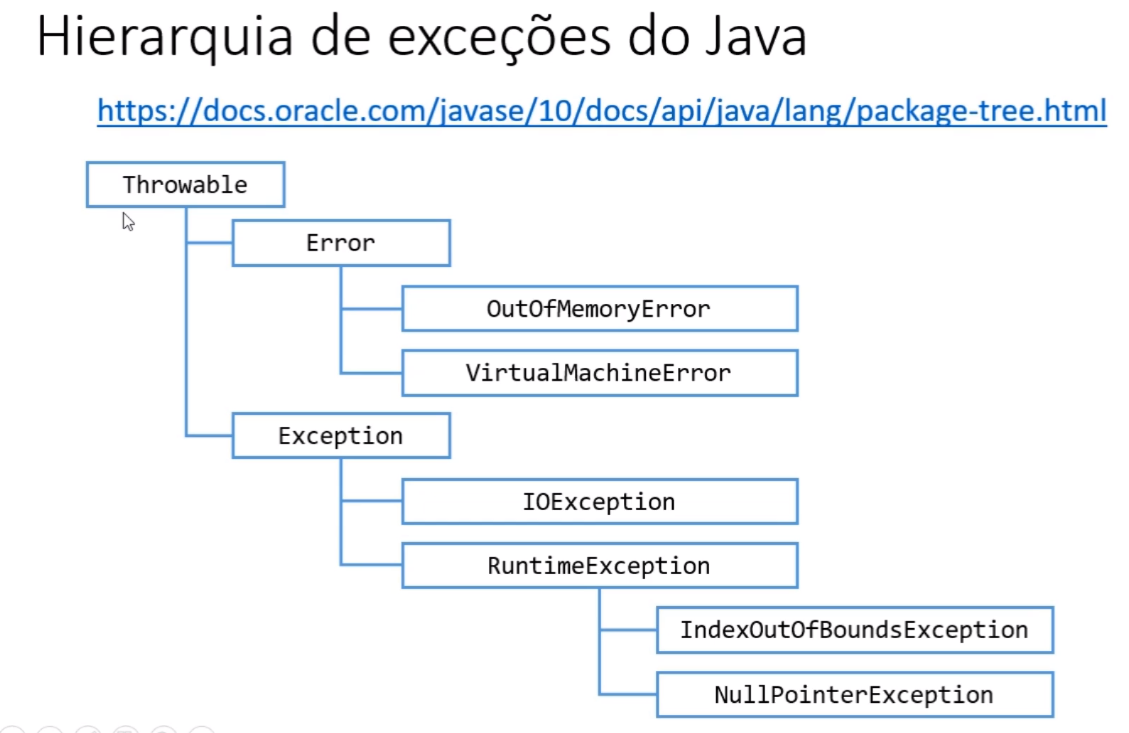 Hierarquia de exceções do Java
https://docs.oracle.com/javase/10/docs/api/java/lang/package-tree.html
Throwable
Error
OutOfMemoryError
VirtualMachineError
Exception
IOException
RuntimeException
IndexOutOfBoundsException
NullPointerException